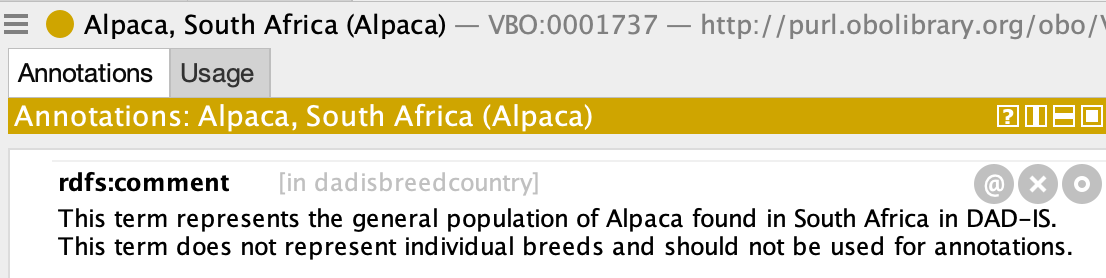 Alpaca, South Africa (Alpaca) — VBO:0001737 — http://purl.obolibrary.org/obo/
Annotations Usage
Annotations: Alpaca, South Africa (Alpaca)
rdfs:comment [in dadisbreedcountry]
This term represents the general population of Alpaca found in South Africa in DAD-IS.
This term does not represent individual breeds and should not be used for annotations.